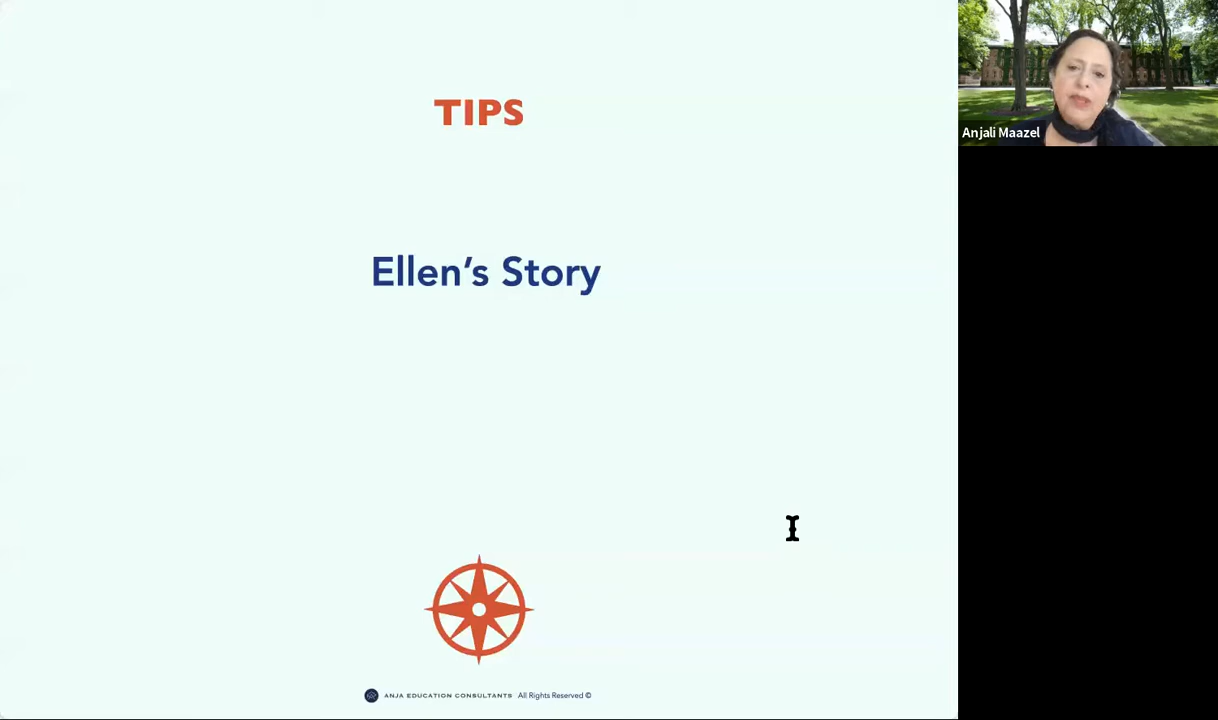 TIPS
Ellen's Story
ANJA EDUCATION CONSULTANTS All Rights Reserved ©
Anjali Maazel